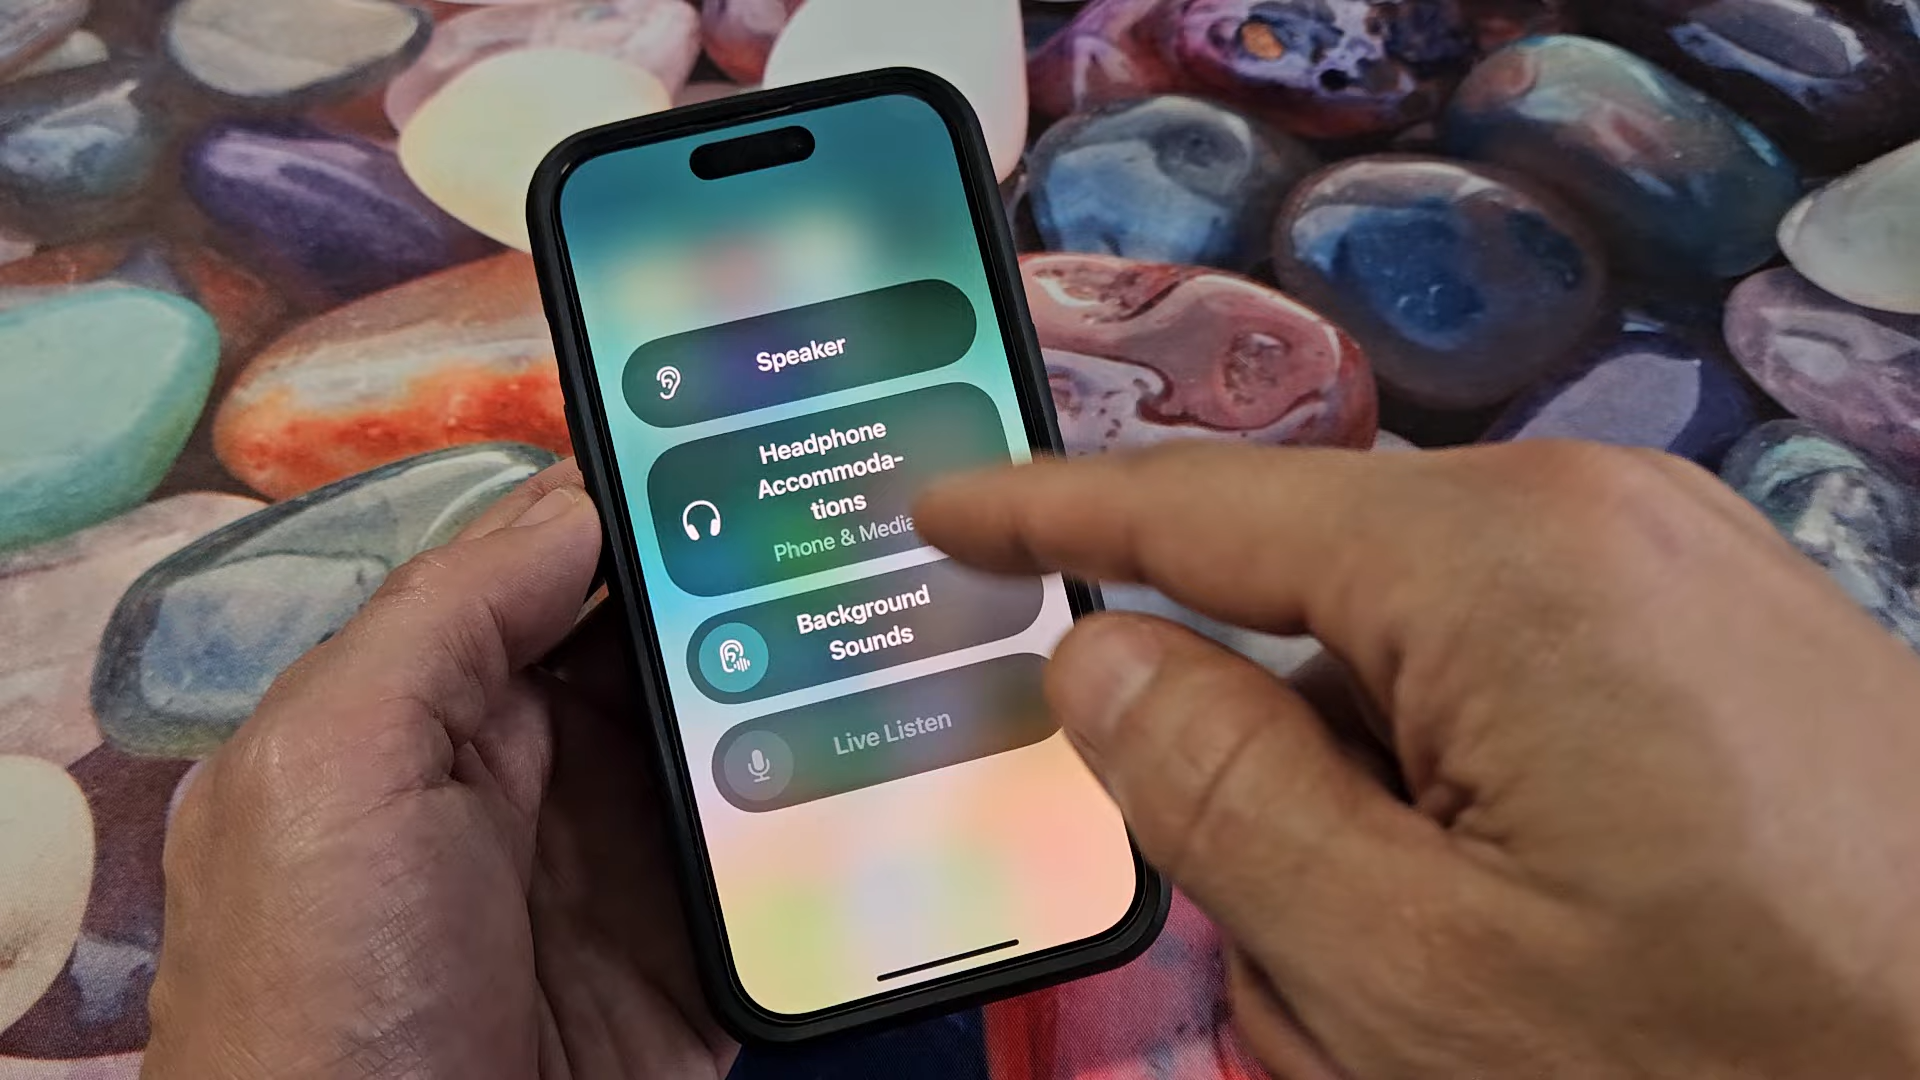 Speaker
Headphone
Accommoda-
tions
Phone & Media
Background
Sounds
Live Listen